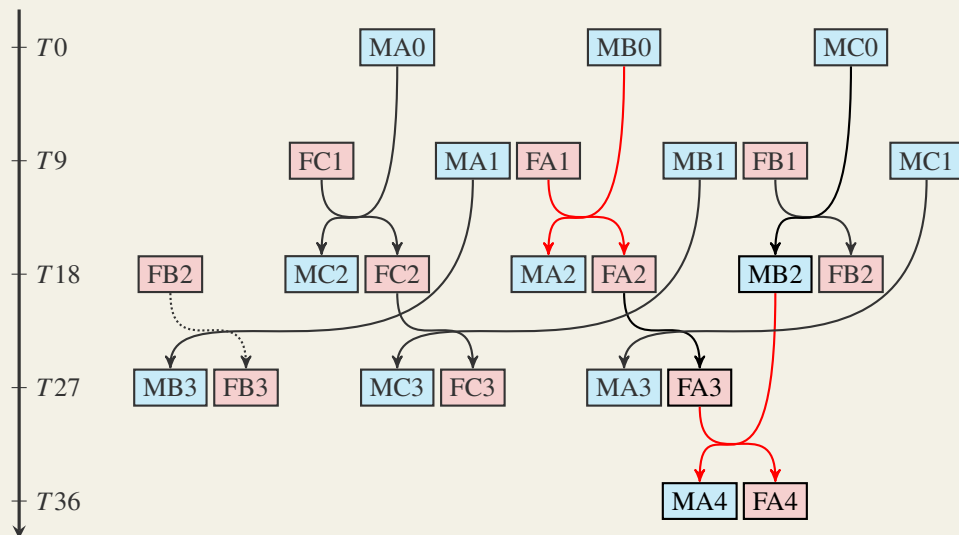 T0 MA0 MB0 MC0
T9 FC1 MA1 FA1 MB1 FB1 MC1
T18 FB2 MC2 FC2 MA2 FA2 MB2 FB2
T27 MB3 FB3 MC3 FC3 MA3 FA3
T36 MA4 FA4